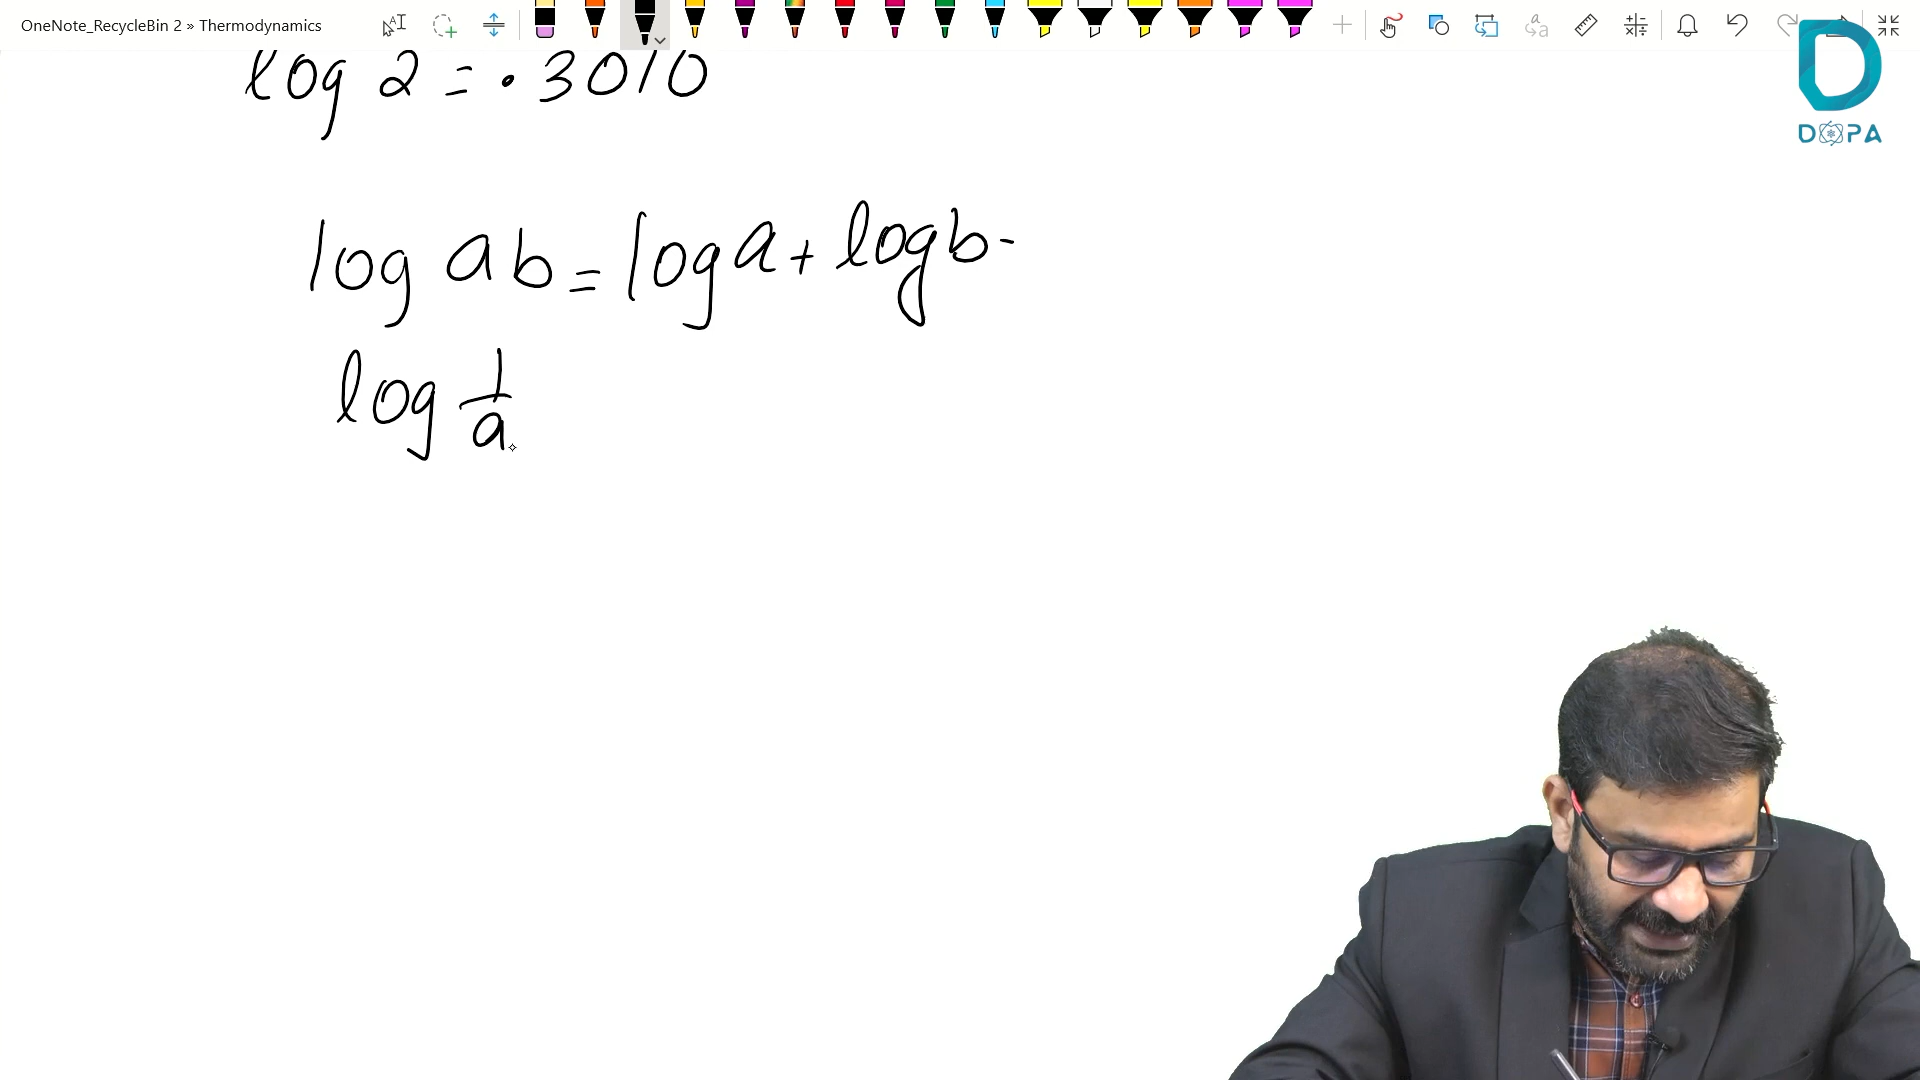 OneNote_RecycleBin 2 » Thermodynamics
log 2 = .3010
DOPA
log ab = log a + log b -
log 1/a